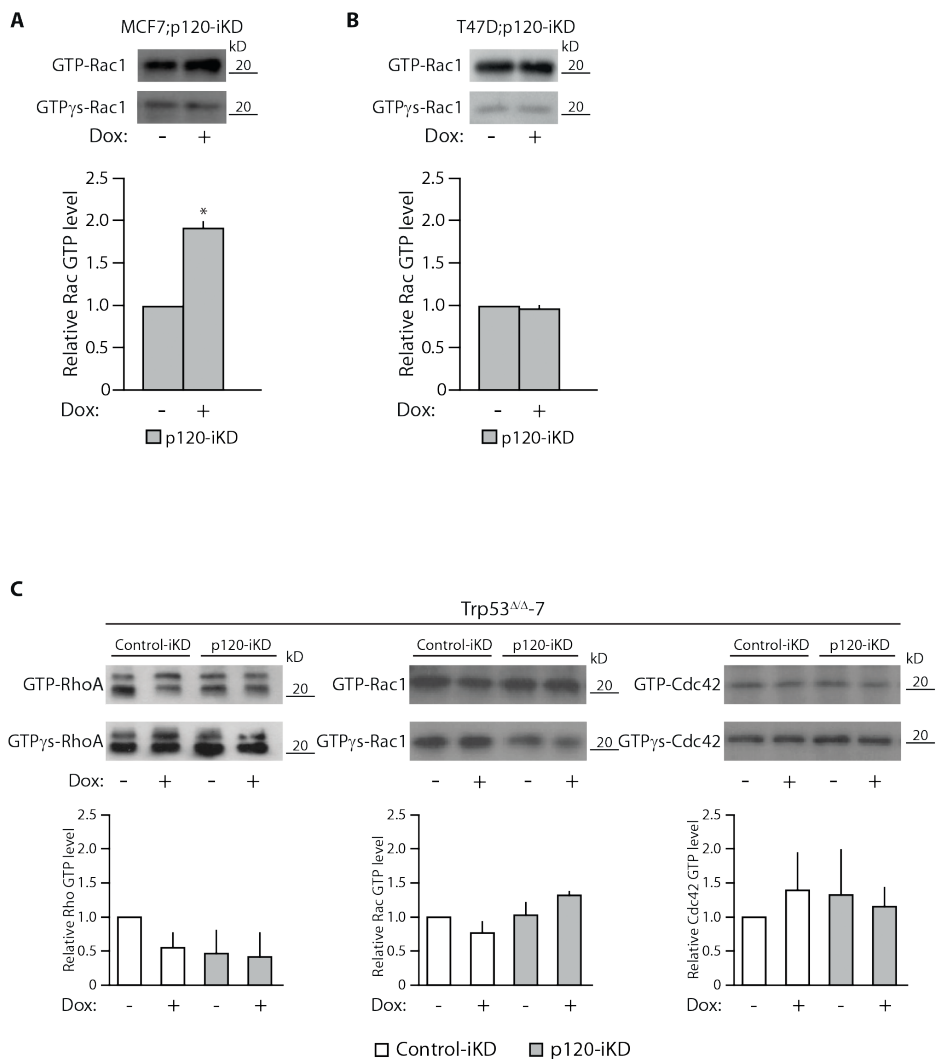 A
MCF7;p120-iKD
kD
GTP-Rac1
20
GTPγs-Rac1
20
Dox: - +
2.5
2.0
1.5
1.0
0.5
0
Relative Rac GTP level
*
Dox: - +
p120-iKD
B
T47D;p120-iKD
kD
GTP-Rac1
20
GTPγs-Rac1
20
Dox: - +
2.5
2.0
1.5
1.0
0.5
0
Relative Rac GTP level
Dox: - +
p120-iKD
C
Trp53Δ/Δ-7
Control-iKD p120-iKD
kD
GTP-RhoA
20
GTPγs-RhoA
20
Dox: - + - +
2.5
2.0
1.5
1.0
0.5
0
Relative Rho GTP level
Dox: - + - +
Control-iKD p120-iKD
kD
GTP-Rac1
20
GTPγs-Rac1
20
- + - +
2.5
2.0
1.5
1.0
0.5
0
Relative Rac GTP level
Dox: - + - +
Control-iKD p120-iKD
kD
GTP-Cdc42
20
GTPγs-Cdc42
20
- + - +
2.5
2.0
1.5
1.0
0.5
0
Relative Cdc42 GTP level
Dox: - + - +
Control-iKD p120-iKD